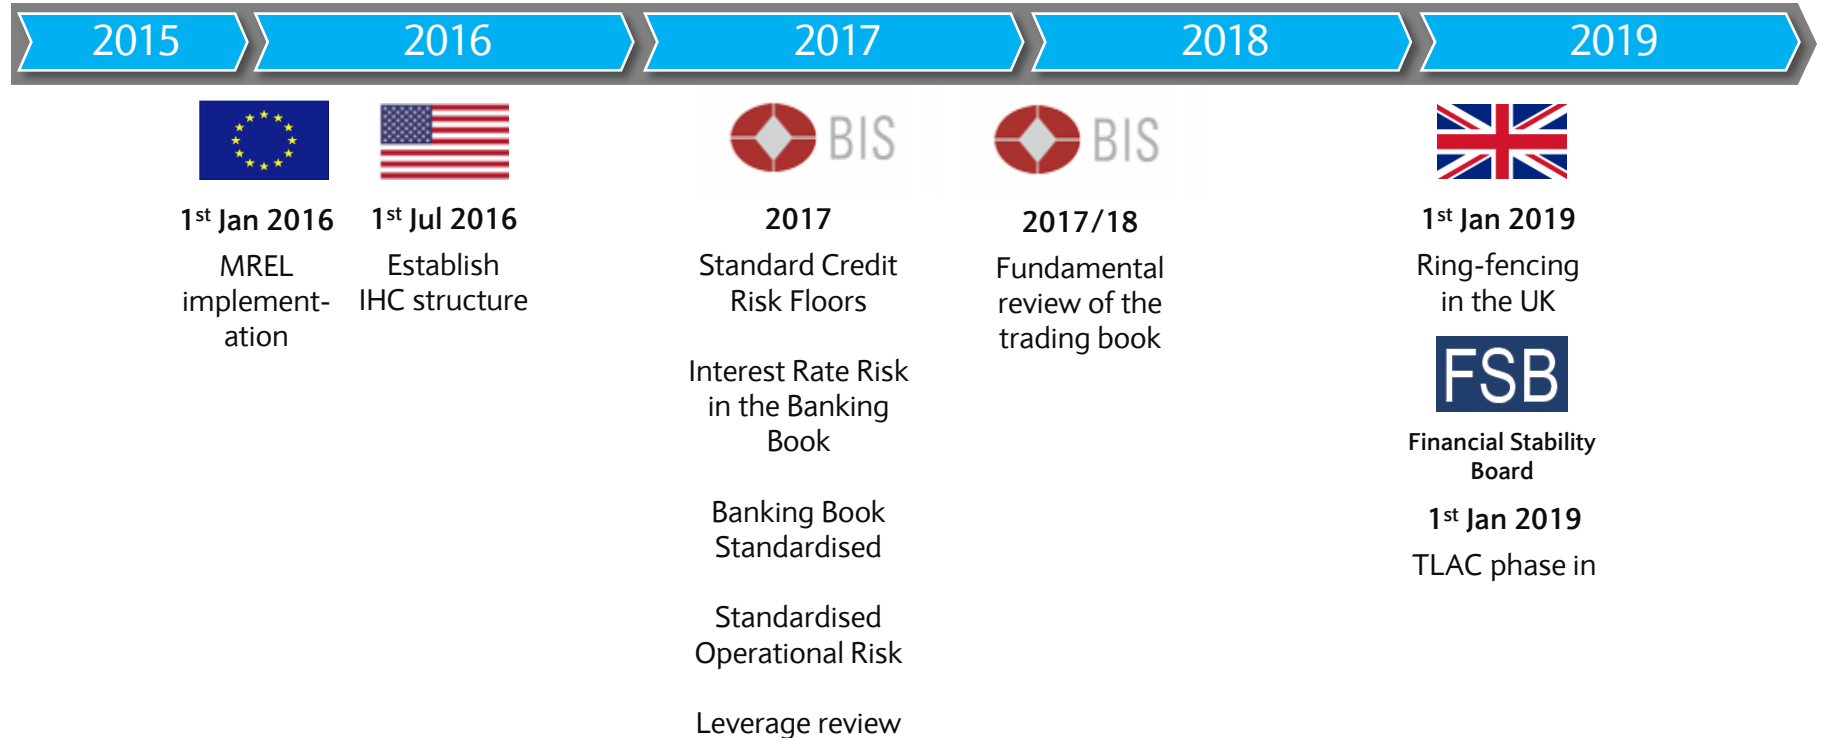 2015 2016 2017 2018 2019
1st Jan 2016
MREL
implement-
ation
1st Jul 2016
Establish
IHC structure
BIS
2017
Standard Credit
Risk Floors
Interest Rate Risk
in the Banking
Book
Banking Book
Standardised
Standardised
Operational Risk
Leverage review
BIS
2017/18
Fundamental
review of the
trading book
1st Jan 2019
Ring-fencing
in the UK
FSB
Financial Stability
Board
1st Jan 2019
TLAC phase in